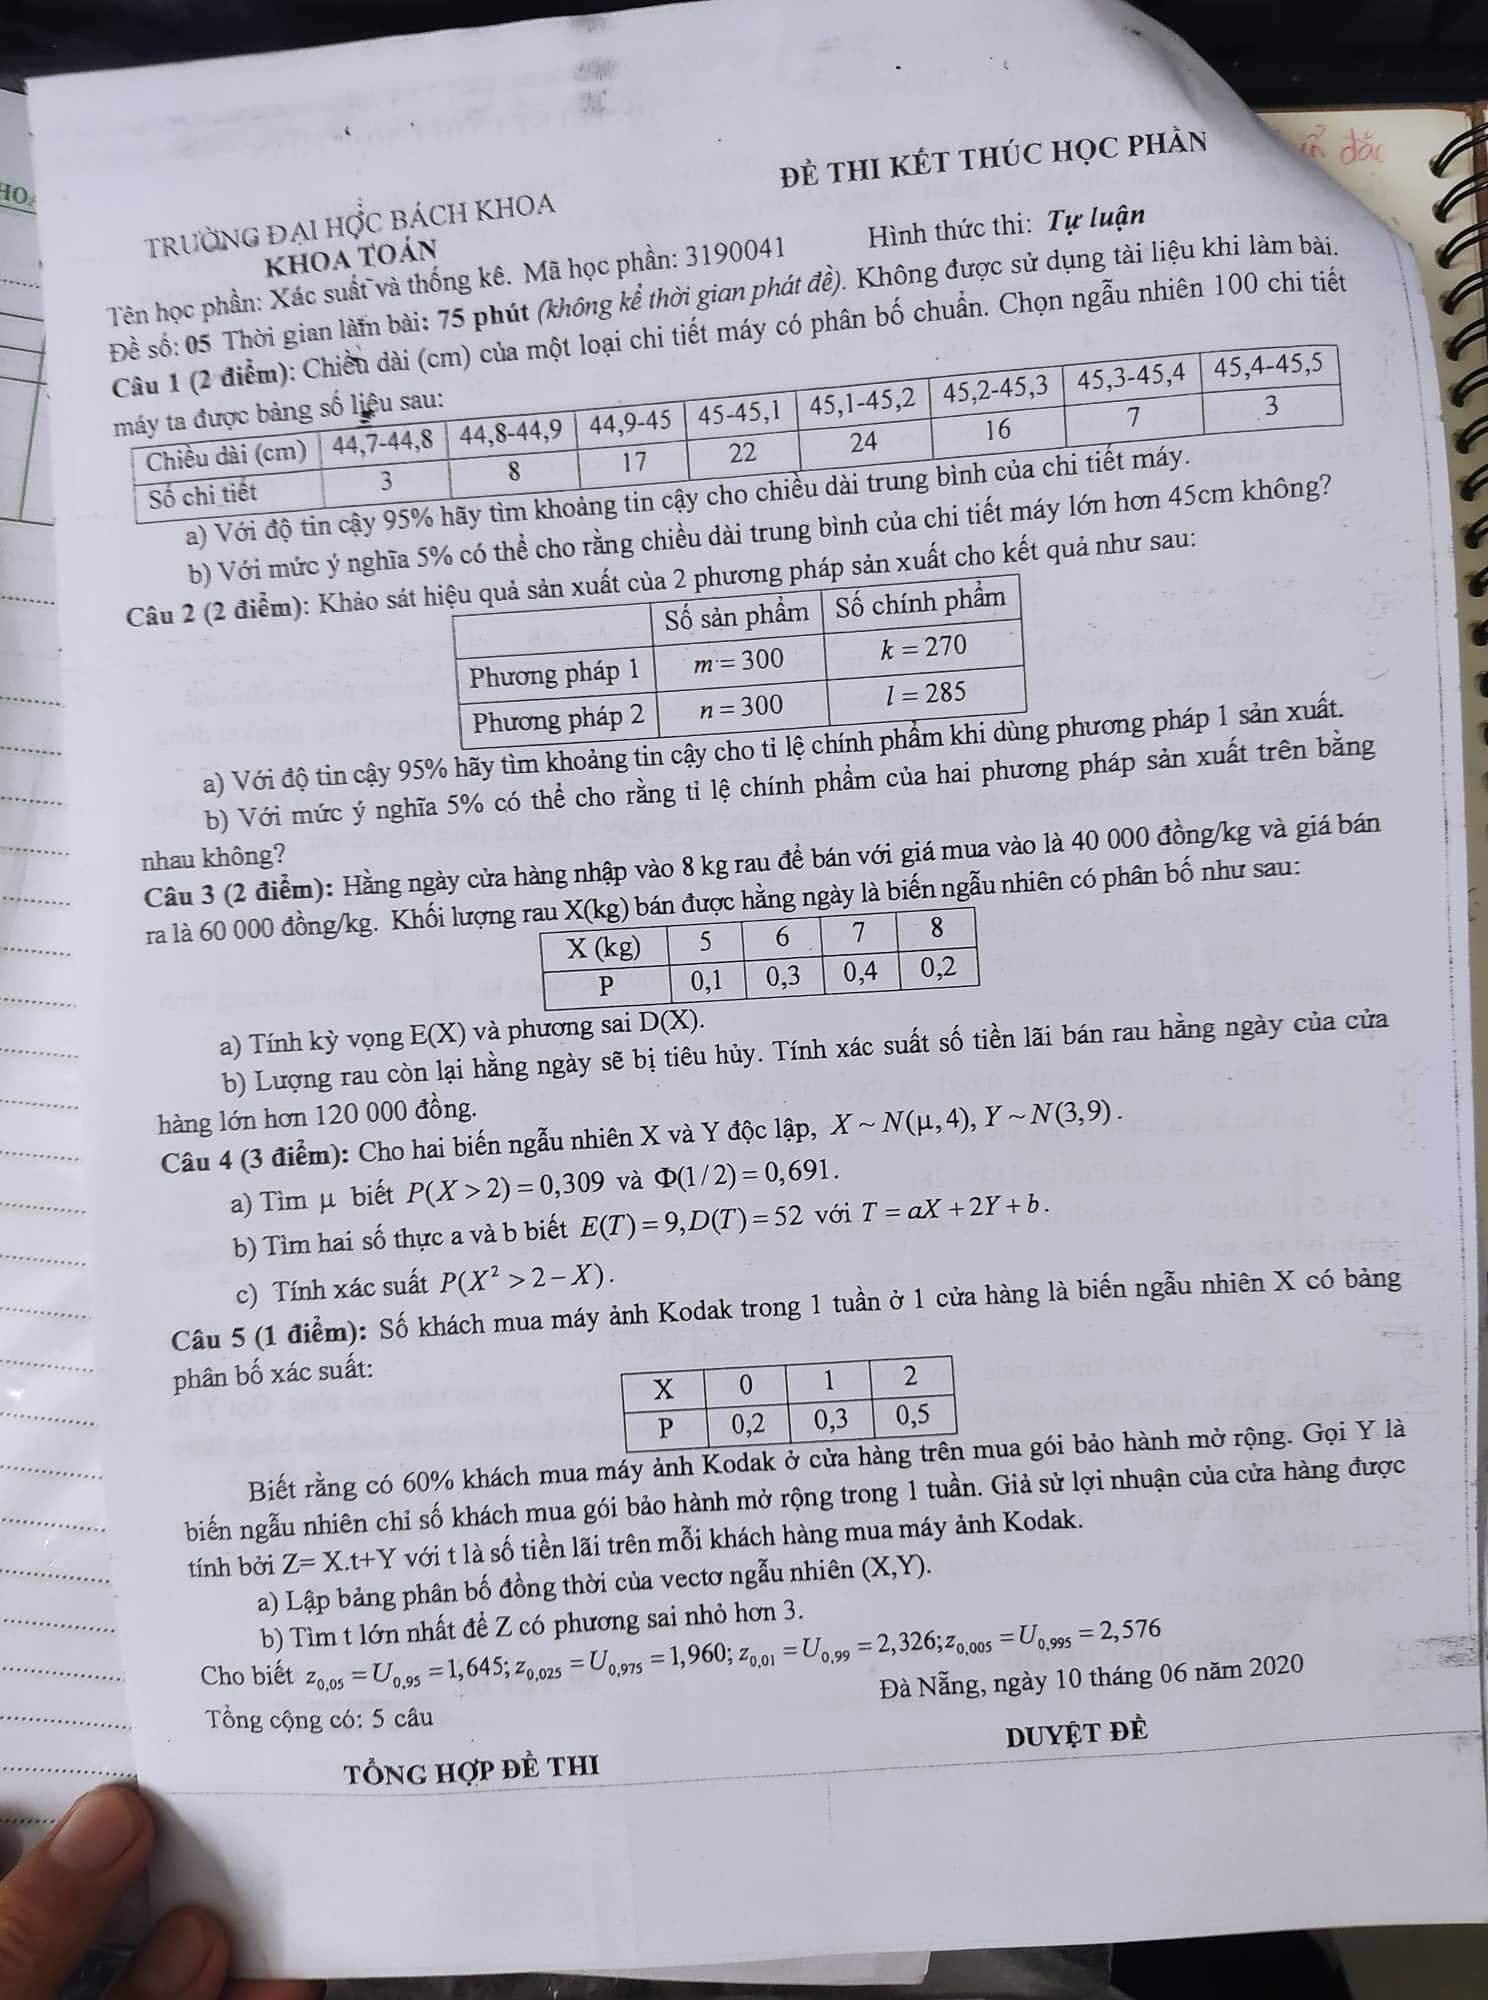 ĐỀ THI KẾT THÚC HỌC PHẦN
TRƯỜNG ĐẠI HỌC BÁCH KHOA
KHOA TOÁN
Hình thức thi: Tự luận
Tên học phần: Xác suất và thống kê. Mã học phần: 3190041
Đề số: 05 Thời gian làm bài: 75 phút (không kể thời gian phát đề). Không được sử dụng tài liệu khi làm bài.
Câu 1 (2 điểm): Chiều dài (cm) của một loại chi tiết máy có phân bố chuẩn. Chọn ngẫu nhiên 100 chi tiết
máy ta được bảng số liệu sau:
Chiều dài (cm) 44,7-44,8 44,8-44,9 44,9-45 45-45,1 45,1-45,2 45,2-45,3 45,3-45,4 45,4-45,5
Số chi tiết 3 8 17 22 24 16 7 3
a) Với độ tin cậy 95% hãy tìm khoảng tin cậy cho chiều dài trung bình của chi tiết máy.
b) Với mức ý nghĩa 5% có thể cho rằng chiều dài trung bình của chi tiết máy lớn hơn 45cm không?
Câu 2 (2 điểm): Khảo sát hiệu quả sản xuất của 2 phương pháp sản xuất cho kết quả như sau:
Số sản phẩm Số chính phẩm
Phương pháp 1 m = 300 k = 270
Phương pháp 2 n = 300 l = 285
a) Với độ tin cậy 95% hãy tìm khoảng tin cậy cho tỉ lệ chính phẩm khi dùng phương pháp 1 sản xuất.
b) Với mức ý nghĩa 5% có thể cho rằng tỉ lệ chính phẩm của hai phương pháp sản xuất trên bằng
nhau không?
Câu 3 (2 điểm): Hằng ngày cửa hàng nhập vào 8 kg rau để bán với giá mua vào là 40 000 đồng/kg và giá bán
ra là 60 000 đồng/kg. Khối lượng rau X(kg) bán được hằng ngày là biến ngẫu nhiên có phân bố như sau:
X (kg) 5 6 7 8
P 0,1 0,3 0,4 0,2
a) Tính kỳ vọng E(X) và phương sai D(X).
b) Lượng rau còn lại hằng ngày sẽ bị tiêu hủy. Tính xác suất số tiền lãi bán rau hằng ngày của cửa
hàng lớn hơn 120 000 đồng.
Câu 4 (3 điểm): Cho hai biến ngẫu nhiên X và Y độc lập, X ~ N(μ,4), Y ~ N(3,9).
a) Tìm μ biết P(X > 2) = 0,309 và Φ(1/2) = 0,691.
b) Tìm hai số thực a và b biết E(T) = 9, D(T) = 52 với T = aX + 2Y + b.
c) Tính xác suất P(X² > 2 − X).
Câu 5 (1 điểm): Số khách mua máy ảnh Kodak trong 1 tuần ở 1 cửa hàng là biến ngẫu nhiên X có bảng
phân bố xác suất:
X 0 1 2
P 0,2 0,3 0,5
Biết rằng có 60% khách mua máy ảnh Kodak ở cửa hàng trên mua gói bảo hành mở rộng. Gọi Y là
biến ngẫu nhiên chỉ số khách mua gói bảo hành mở rộng trong 1 tuần. Giả sử lợi nhuận của cửa hàng được
tính bởi Z= X.t+Y với t là số tiền lãi trên mỗi khách hàng mua máy ảnh Kodak.
a) Lập bảng phân bố đồng thời của vectơ ngẫu nhiên (X,Y).
b) Tìm t lớn nhất để Z có phương sai nhỏ hơn 3.
Cho biết z0,05 = U0,95 = 1,645; z0,025 = U0,975 = 1,960; z0,01 = U0,99 = 2,326; z0,005 = U0,995 = 2,576
Đà Nẵng, ngày 10 tháng 06 năm 2020
Tổng cộng có: 5 câu
DUYỆT ĐỀ
TỔNG HỢP ĐỀ THI